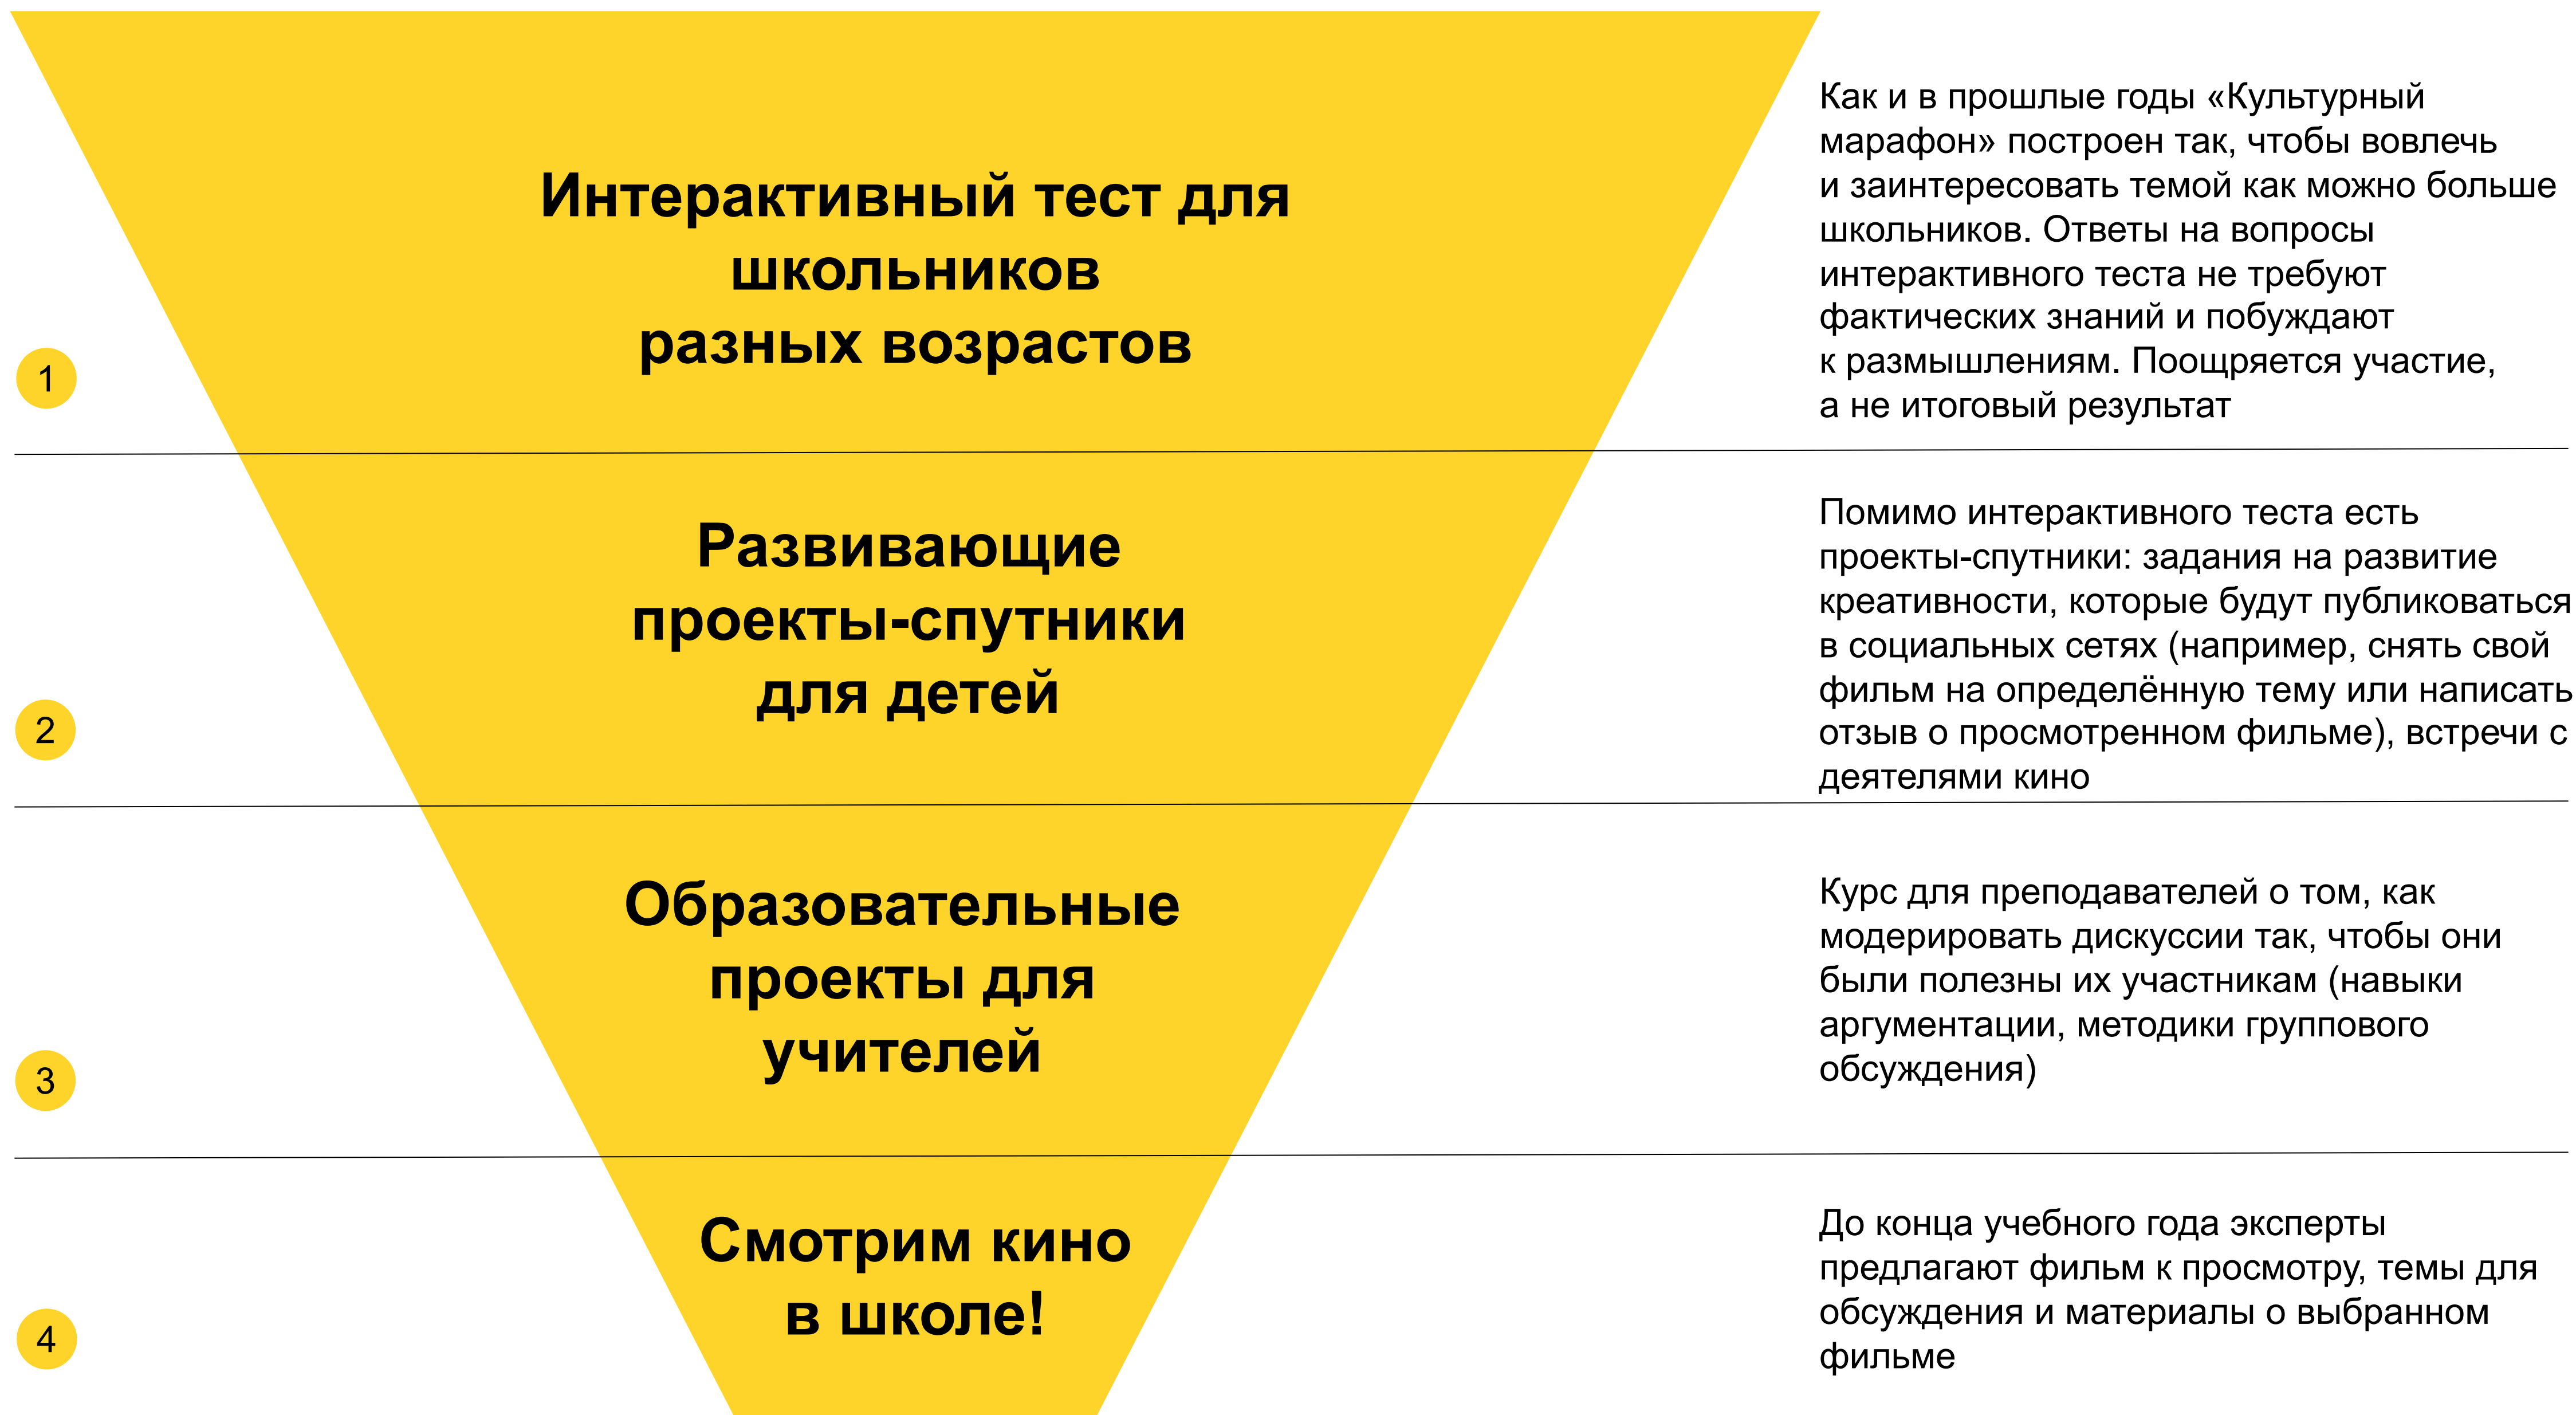 Интерактивный тест для
школьников
разных возрастов
1
Как и в прошлые годы «Культурный
марафон» построен так, чтобы вовлечь
и заинтересовать темой как можно больше
школьников. Ответы на вопросы
интерактивного теста не требуют
фактических знаний и побуждают
к размышлениям. Поощряется участие,
а не итоговый результат
Развивающие
проекты-спутники
для детей
2
Помимо интерактивного теста есть
проекты-спутники: задания на развитие
креативности, которые будут публиковаться
в социальных сетях (например, снять свой
фильм на определённую тему или написать
отзыв о просмотренном фильме), встречи с
деятелями кино
Образовательные
проекты для
учителей
3
Курс для преподавателей о том, как
модерировать дискуссии так, чтобы они
были полезны их участникам (навыки
аргументации, методики группового
обсуждения)
Смотрим кино
в школе!
4
До конца учебного года эксперты
предлагают фильм к просмотру, темы для
обсуждения и материалы о выбранном
фильме